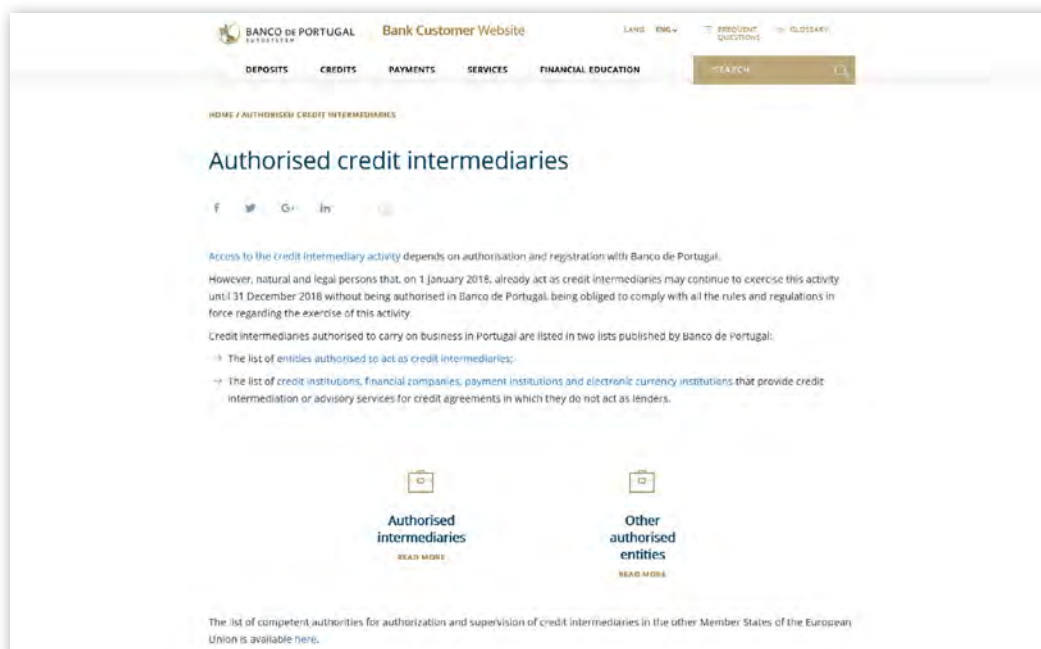 BANCO DE PORTUGAL
EUROSYSTEM
Bank Customer Website
LANG ENG
FREQUENT QUESTIONS
GLOSSARY
DEPOSITS CREDITS PAYMENTS SERVICES FINANCIAL EDUCATION SEARCH
HOME / AUTHORISED CREDIT INTERMEDIARIES
Authorised credit intermediaries
f G+ in
Access to the credit intermediary activity depends on authorisation and registration with Banco de Portugal.
However, natural and legal persons that, on 1 January 2018, already act as credit intermediaries may continue to exercise this activity
until 31 December 2018 without being authorised in Banco de Portugal, being obliged to comply with all the rules and regulations in
force regarding the exercise of this activity.
Credit intermediaries authorised to carry on business in Portugal are listed in two lists published by Banco de Portugal:
→ The list of entities authorised to act as credit intermediaries;
→ The list of credit institutions, financial companies, payment institutions and electronic currency institutions that provide credit
intermediation or advisory services for credit agreements in which they do not act as lenders.
Authorised
intermediaries
READ MORE
Other
authorised
entities
READ MORE
The list of competent authorities for authorization and supervision of credit intermediaries in the other Member States of the European
Union is available here.